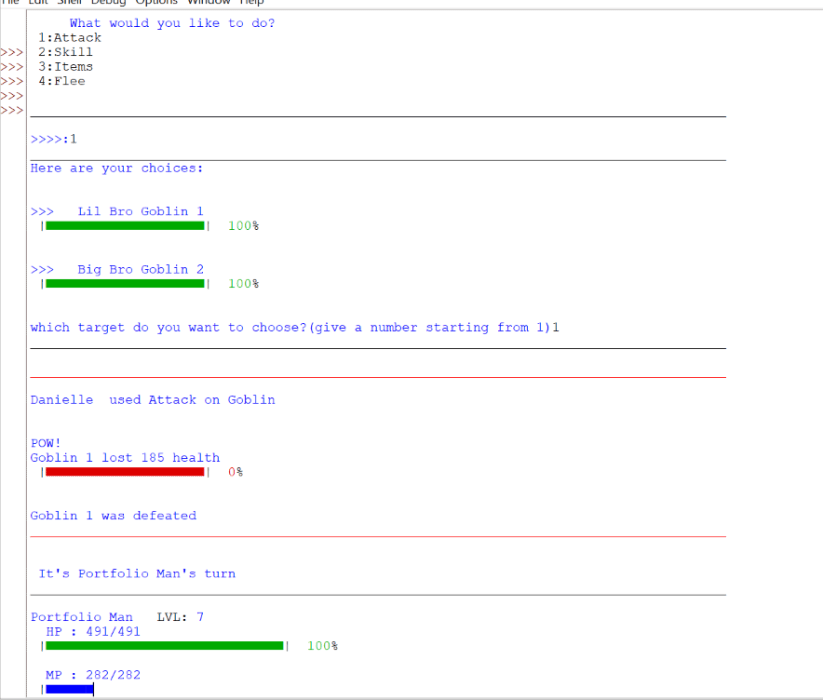 File Edit Shell Debug Options Window Help
What would you like to do?
1:Attack
>>> 2:Skill
>>> 3:Items
>>> 4:Flee
>>>
>>>
>>>>:1
Here are your choices:
>>> Lil Bro Goblin 1
| | 100%
>>> Big Bro Goblin 2
| | 100%
which target do you want to choose?(give a number starting from 1)1
Danielle  used Attack on Goblin
POW!
Goblin 1 lost 185 health
| | 0%
Goblin 1 was defeated
It's Portfolio Man's turn
Portfolio Man   LVL: 7
HP : 491/491
| | 100%
MP : 282/282
|